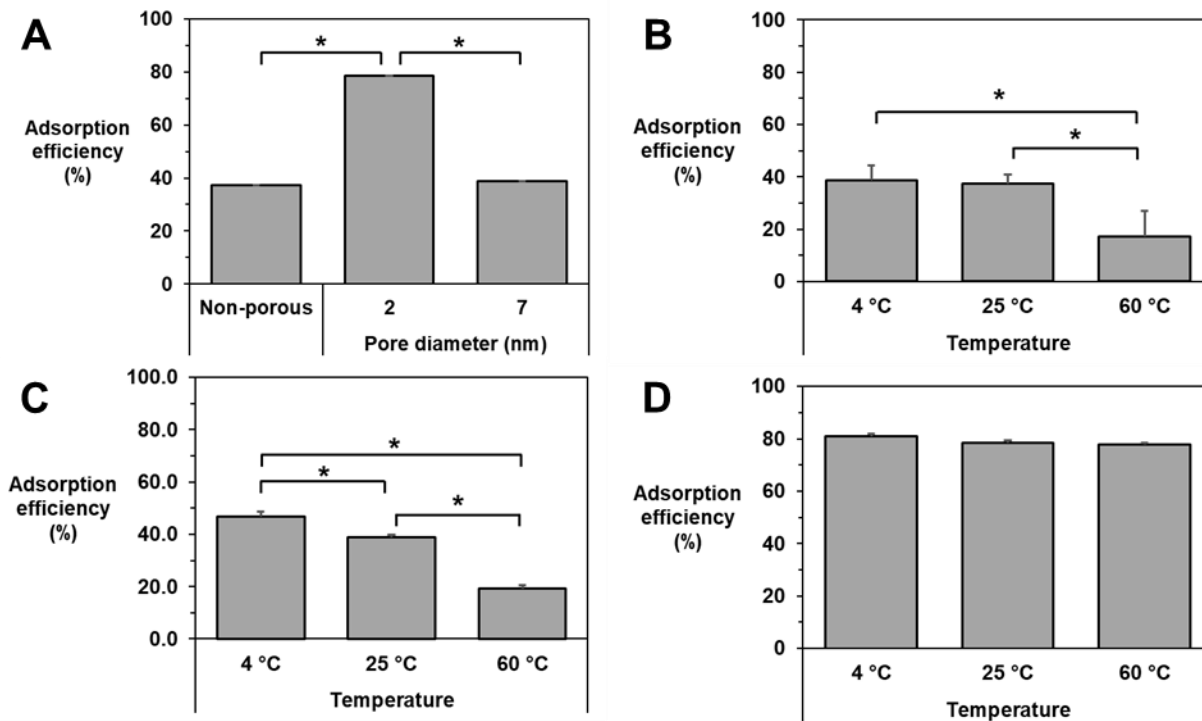 A
Adsorption
efficiency
(%)
100
80
60
40
20
0
* *
Non-porous 2 7
Pore diameter (nm)
B
Adsorption
efficiency
(%)
100
80
60
40
20
0
*
*
4 °C 25 °C 60 °C
Temperature
C
Adsorption
efficiency
(%)
100.0
80.0
60.0
40.0
20.0
0.0
*
*
*
4 °C 25 °C 60 °C
Temperature
D
Adsorption
efficiency
(%)
100
80
60
40
20
0
4 °C 25 °C 60 °C
Temperature